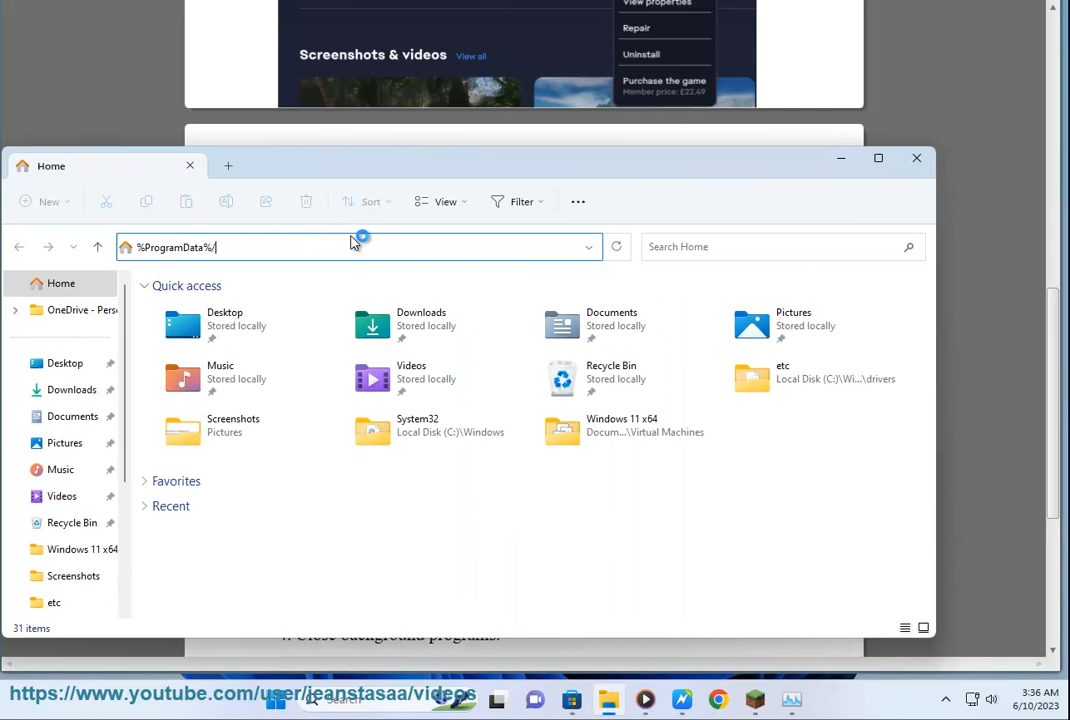 View properties
Repair
Screenshots & videos View all
Uninstall
Purchase the game
Member price: £22.49
Home
New
Sort
View
Filter
%ProgramData%/
Search Home
Home
OneDrive - Pers
Desktop
Downloads
Documents
Pictures
Music
Videos
Recycle Bin
Windows 11 x64
Screenshots
etc
Quick access
Desktop
Stored locally
Downloads
Stored locally
Documents
Stored locally
Pictures
Stored locally
Music
Stored locally
Videos
Stored locally
Recycle Bin
Stored locally
etc
Local Disk (C:)\Wi...\drivers
Screenshots
Pictures
System32
Local Disk (C:)\Windows
Windows 11 x64
Docum...\Virtual Machines
Favorites
Recent
31 items
Close background programs.
https://www.youtube.com/user/jeanstasaa/videos
Search
3:36 AM
6/10/2023